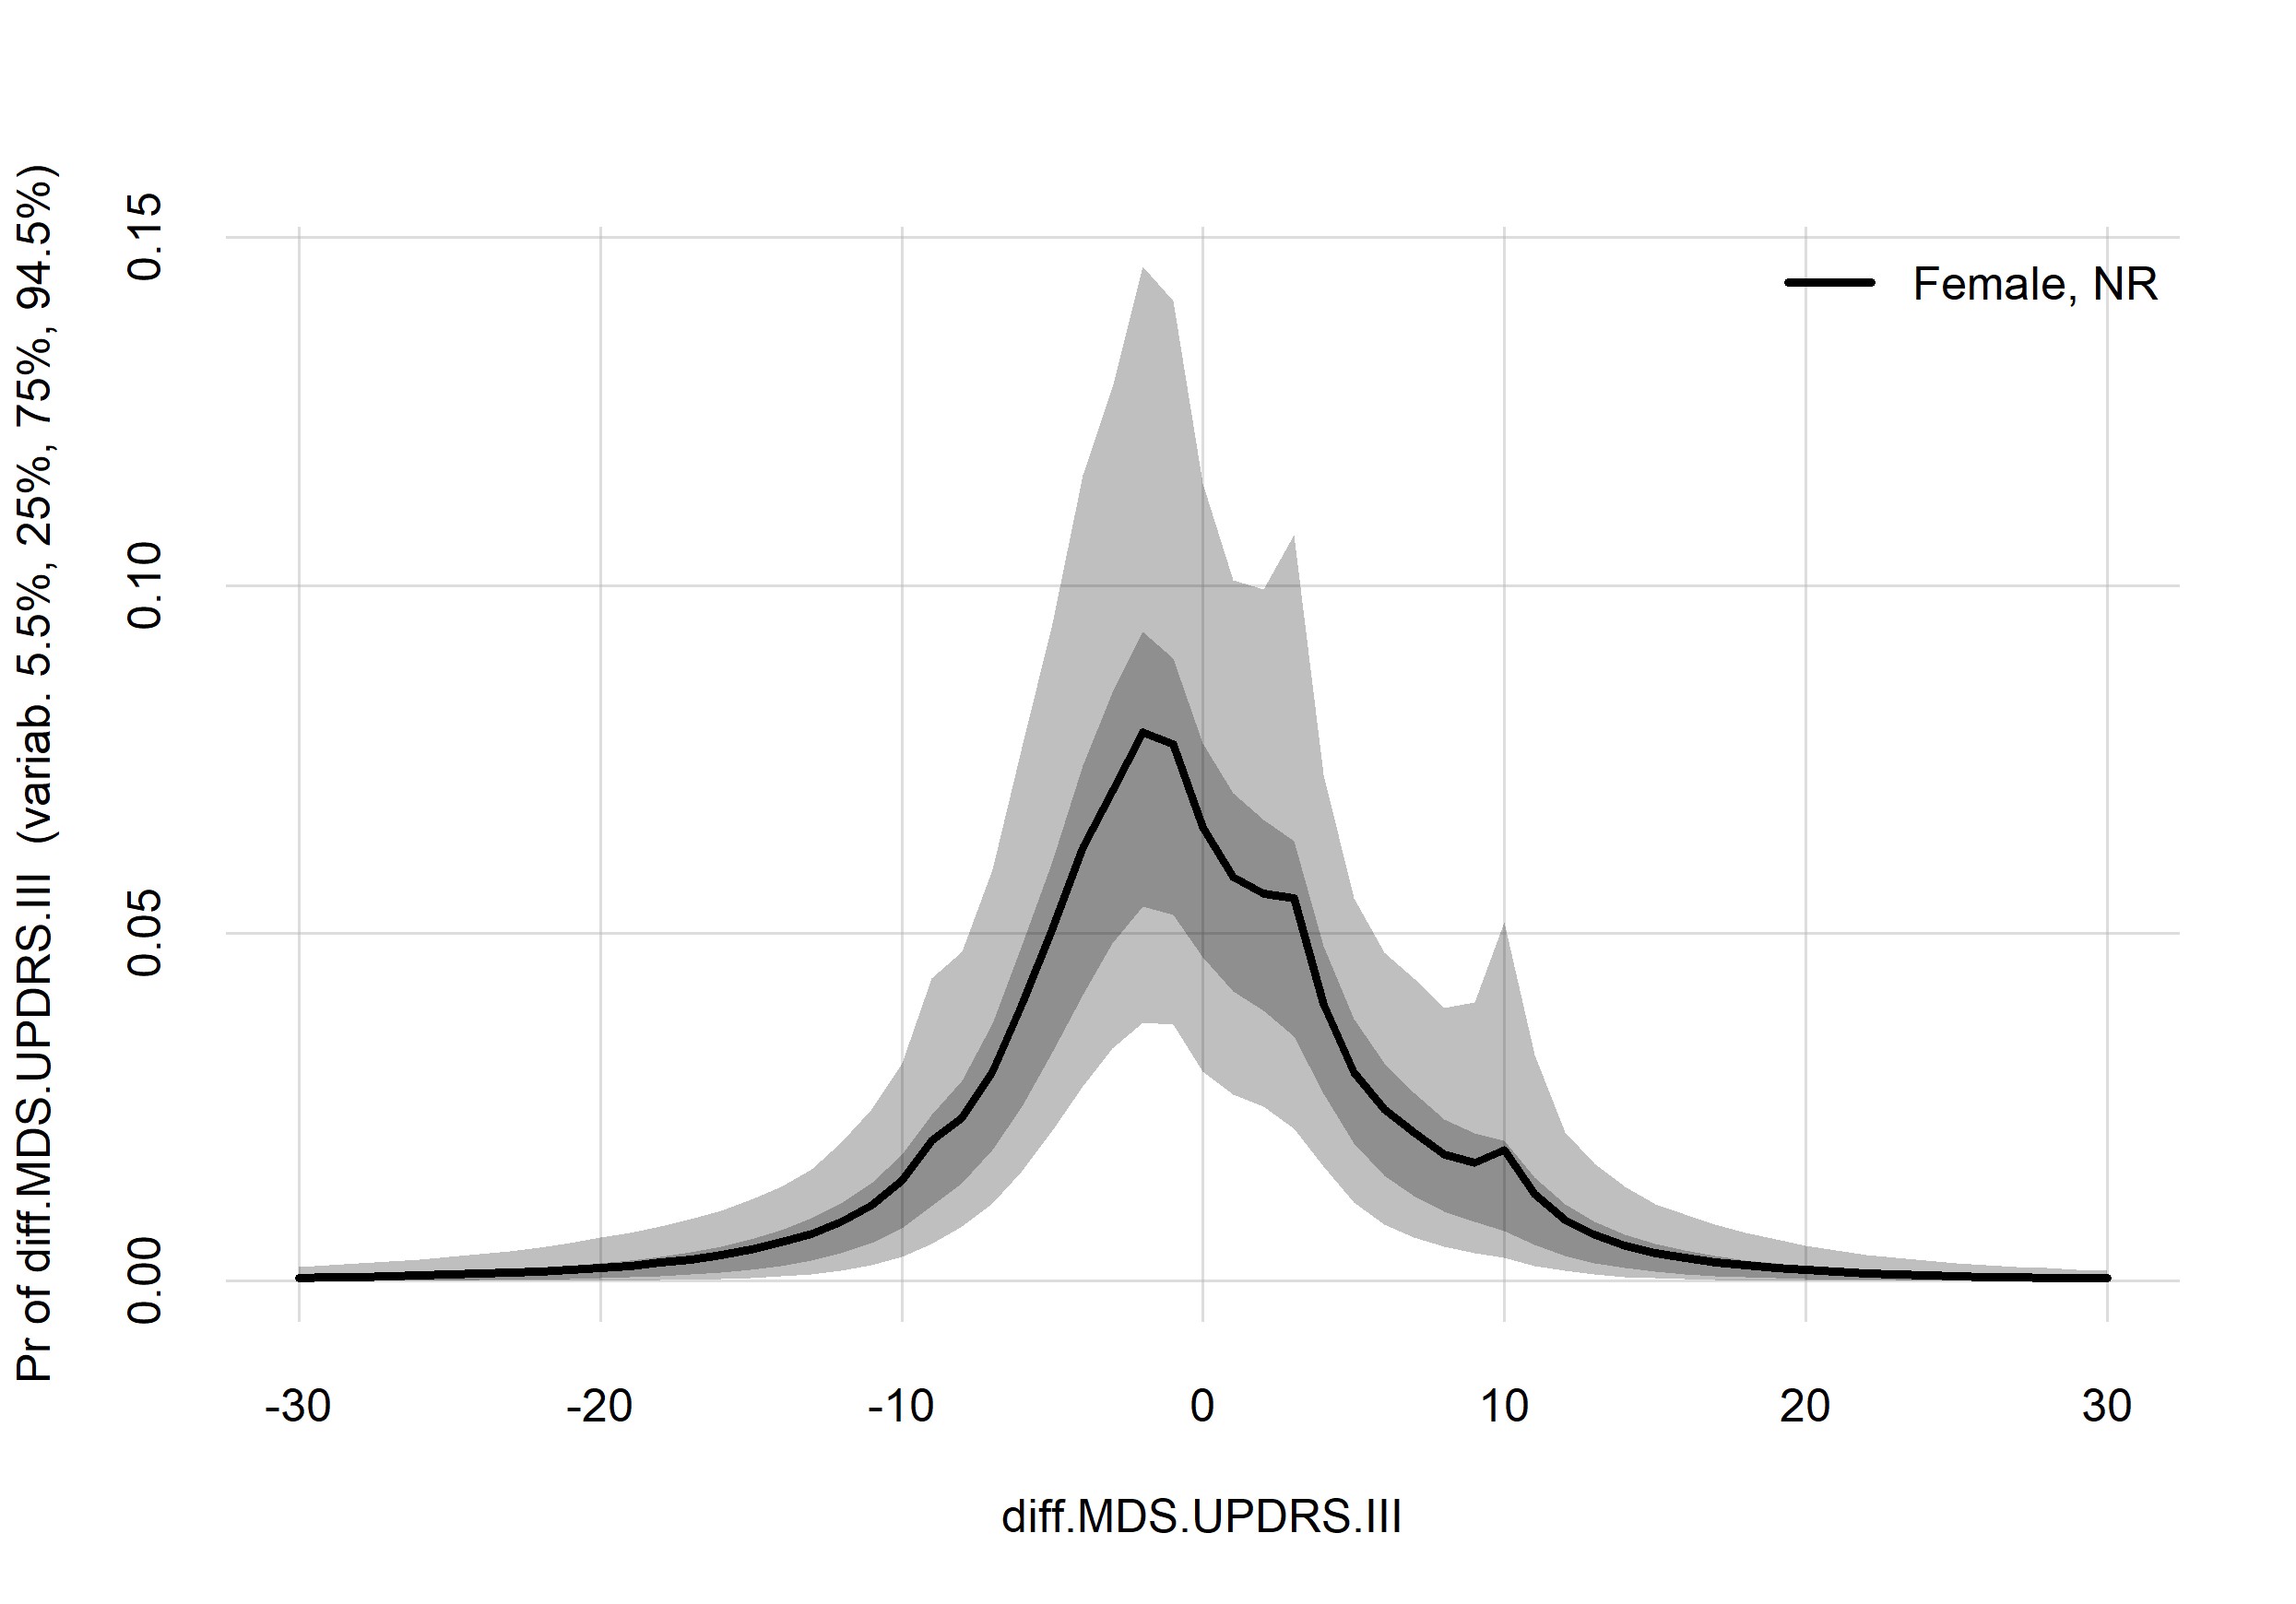 Pr of diff.MDS.UPDRS.III (variab. 5.5%, 25%, 75%, 94.5%)
0.15
0.10
0.05
0.00
Female, NR
-30 -20 -10 0 10 20 30
diff.MDS.UPDRS.III